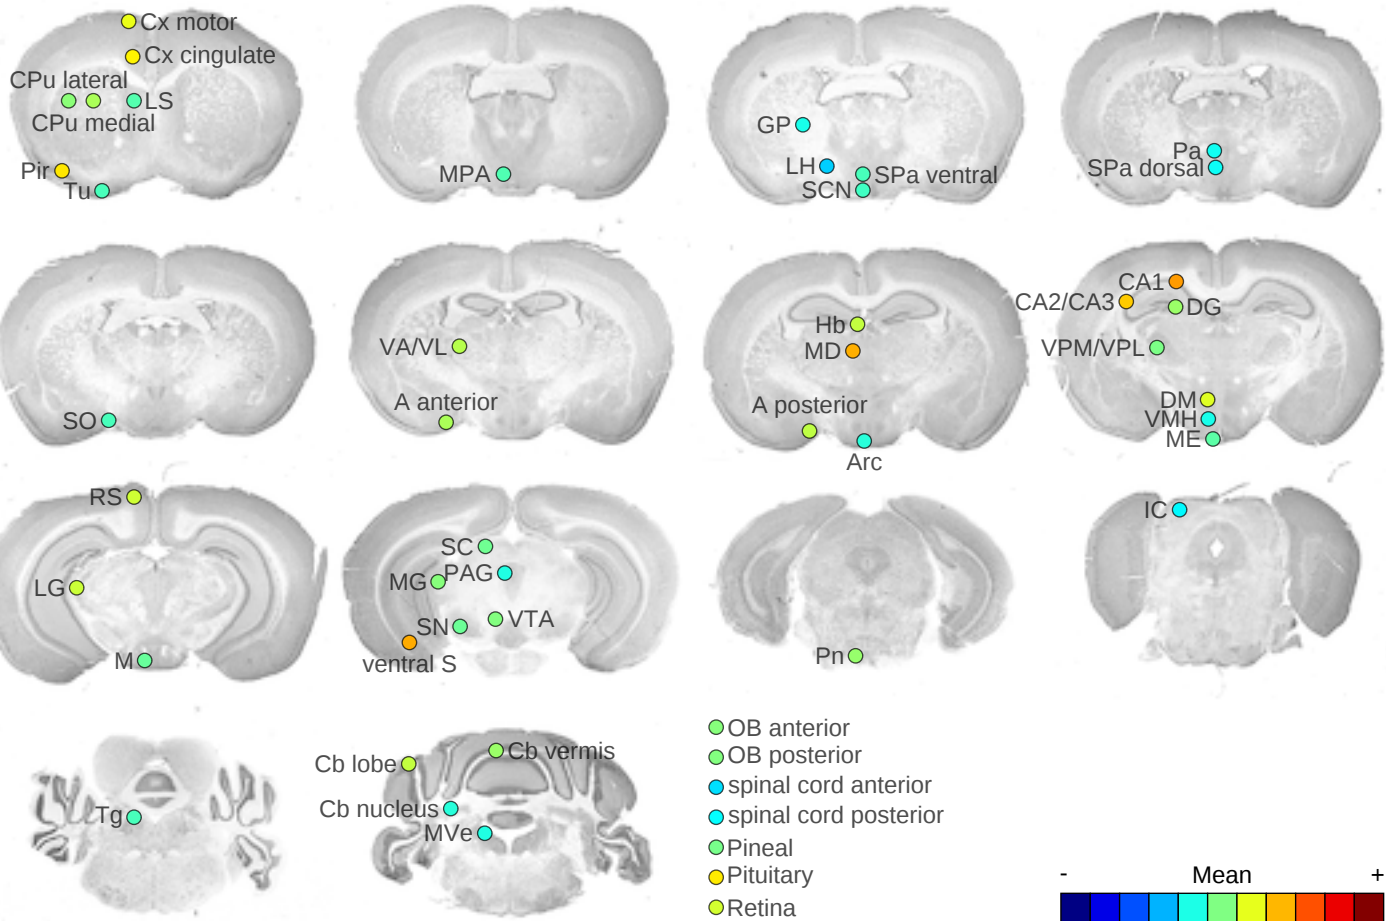 Cx motor
Cx cingulate
CPu lateral
LS
CPu medial
Pir
Tu
MPA
GP
LH
SPa ventral
SCN
Pa
SPa dorsal
SO
VA/VL
A anterior
Hb
MD
A posterior
Arc
CA1
CA2/CA3
DG
VPM/VPL
DM
VMH
ME
RS
LG
M
SC
MG
PAG
SN
VTA
ventral S
Pn
IC
Tg
Cb lobe
Cb vermis
Cb nucleus
MVe
OB anterior
OB posterior
spinal cord anterior
spinal cord posterior
Pineal
Pituitary
Retina
- Mean +